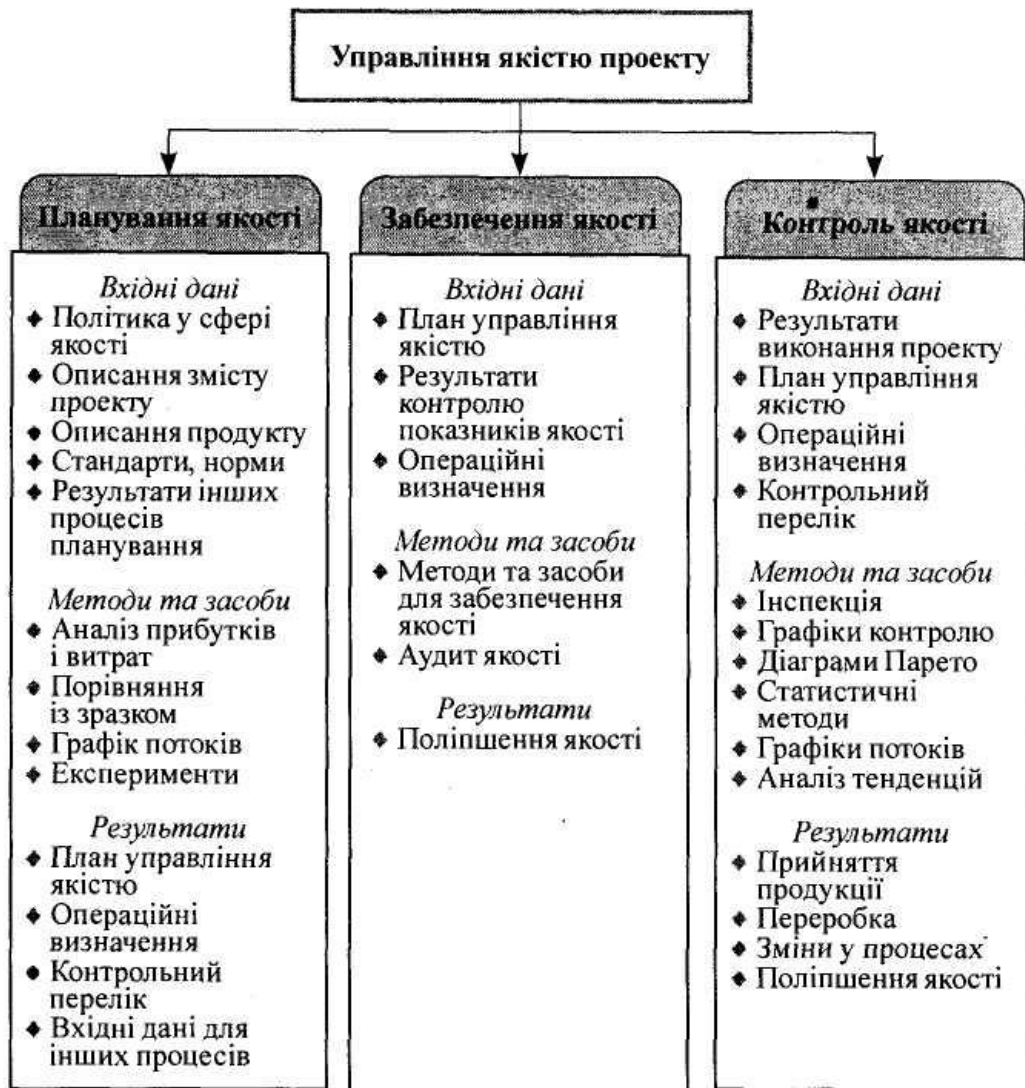 Управління якістю проекту
Планування якості
Вхідні дані
◆ Політика у сфері
якості
◆ Описання змісту
проекту
◆ Описання продукту
◆ Стандарти, норми
◆ Результати інших
процесів
планування
Методи та засоби
◆ Аналіз прибутків
і витрат
◆ Порівняння
із зразком
◆ Графік потоків
◆ Експерименти
Результати
◆ План управління
якістю
◆ Операційні
визначення
◆ Контрольний
перелік
◆ Вхідні дані для
інших процесів
Забезпечення якості
Вхідні дані
◆ План управління
якістю
◆ Результати
контролю
показників якості
◆ Операційні
визначення
Методи та засоби
◆ Методи та засоби
для забезпечення
якості
◆ Аудит якості
Результати
◆ Поліпшення якості
Контроль якості
Вхідні дані
◆ Результати
виконання проекту
◆ План управління
якістю
◆ Операційні
визначення
◆ Контрольний
перелік
Методи та засоби
◆ Інспекція
◆ Графіки контролю
◆ Діаграми Парето
◆ Статистичні
методи
◆ Графіки потоків
◆ Аналіз тенденцій
Результати
◆ Прийняття
продукції
◆ Переробка
◆ Зміни у процесах
◆ Поліпшення якості